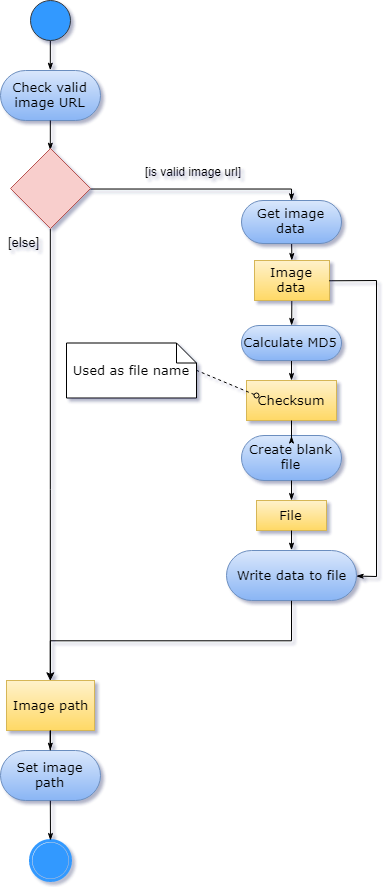 Check valid
image URL
[is valid image url]
[else]
Get image
data
Image
data
Calculate MD5
Used as file name
Checksum
Create blank
file
File
Write data to file
Image path
Set image
path